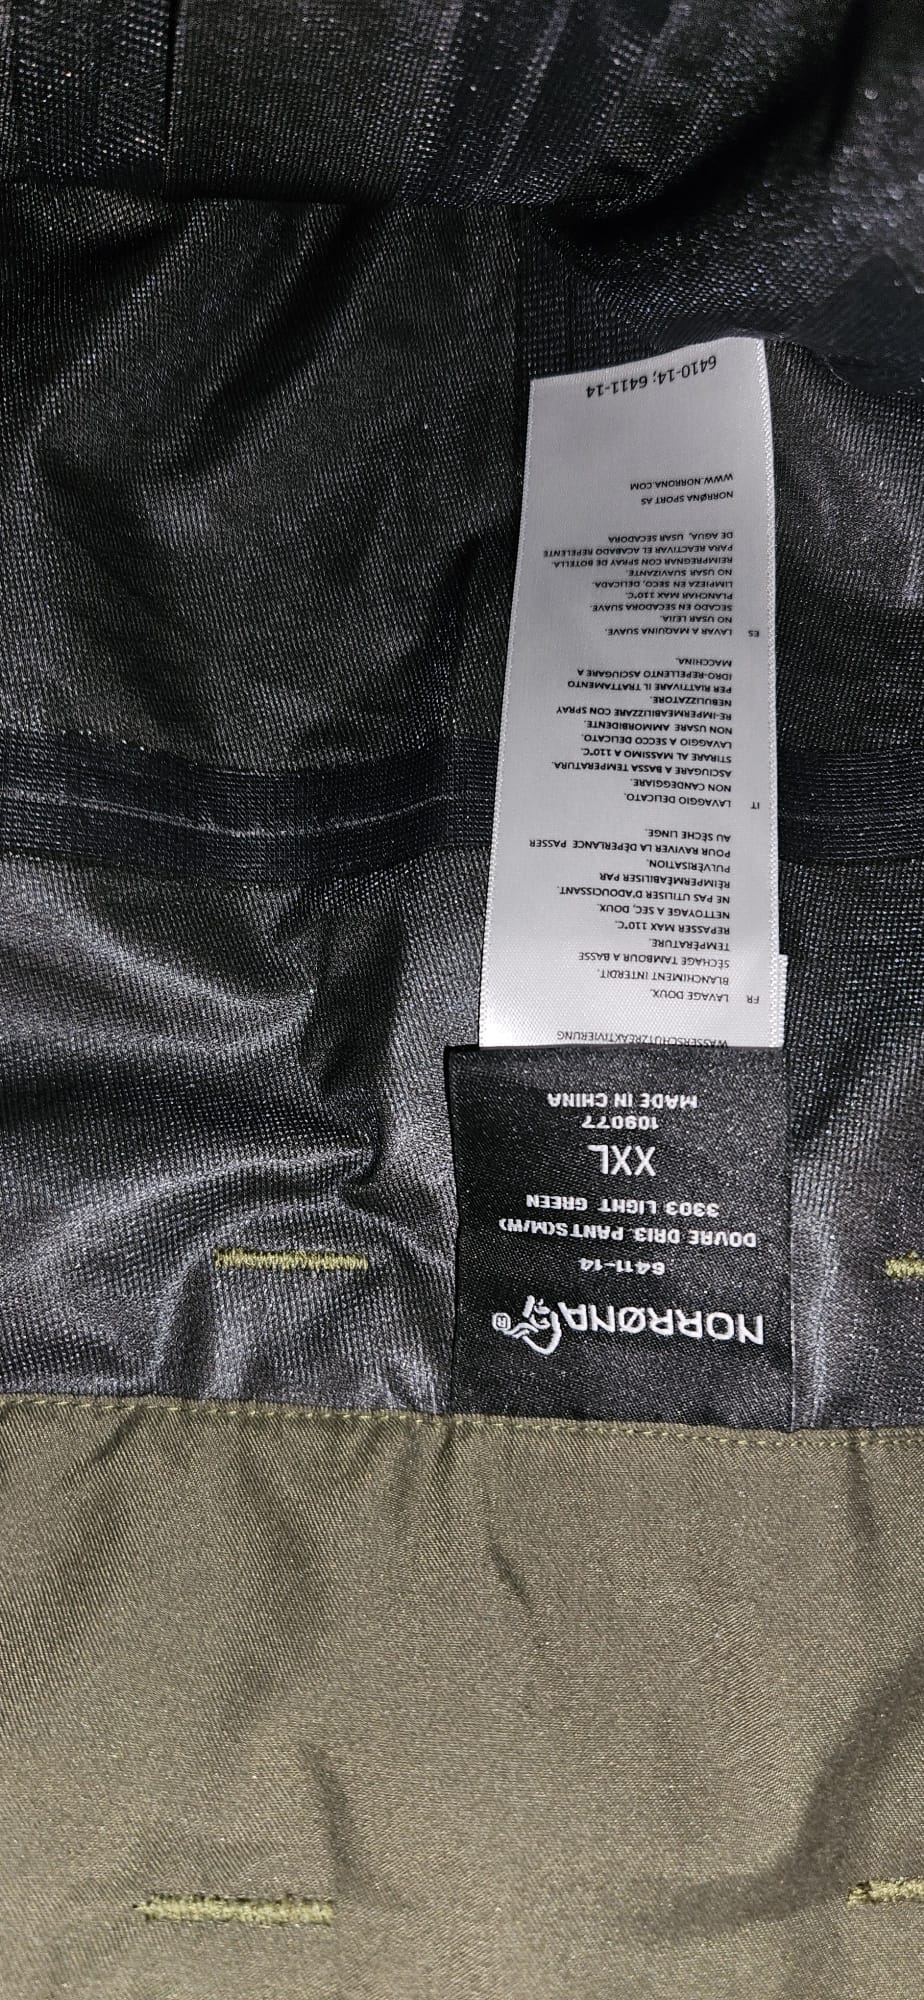 NORRØNA®
6411-14
DOVRE DRI3 PANTS(M/W)
3303 LIGHT GREEN
XXL
109077
MADE IN CHINA
WASSERSCHUTZREAKTIVIERUNG
FR LAVAGE DOUX.
BLANCHIMENT INTERDIT.
SÉCHAGE TAMBOUR A BASSE
TEMPÉRATURE.
REPASSER MAX 110°C.
NETTOYAGE A SEC, DOUX.
NE PAS UTILISER D'ADOUCISSANT.
RÉIMPERMÉABILISER PAR
PULVÉRISATION.
POUR RAVIVER LA DÉPERLANCE PASSER
AU SÈCHE LINGE.
IT LAVAGGIO DELICATO.
NON CANDEGGIARE.
ASCIUGARE A BASSA TEMPERATURA.
STIRARE AL MASSIMO A 110°C.
LAVAGGIO A SECCO DELICATO.
NON USARE AMMORBIDENTE.
RE-IMPERMEABILIZZARE CON SPRAY
NEBULIZZATORE.
PER RIATTIVARE IL TRATTAMENTO
IDRO-REPELLENTO ASCIUGARE A
MACCHINA.
ES LAVAR A MAQUINA SUAVE.
NO USAR LEJIA.
SECADO EN SECADORA SUAVE.
PLANCHAR MAX 110°C.
LIMPIEZA EN SECO, DELICADA.
NO USAR SUAVIZANTE.
REIMPREGNAR CON SPRAY DE BOTELLA
PARA REACTIVAR EL ACABADO REPELENTE
DE AGUA, USAR SECADORA
NORRØNA SPORT AS
WWW.NORRONA.COM
6410-14; 6411-14